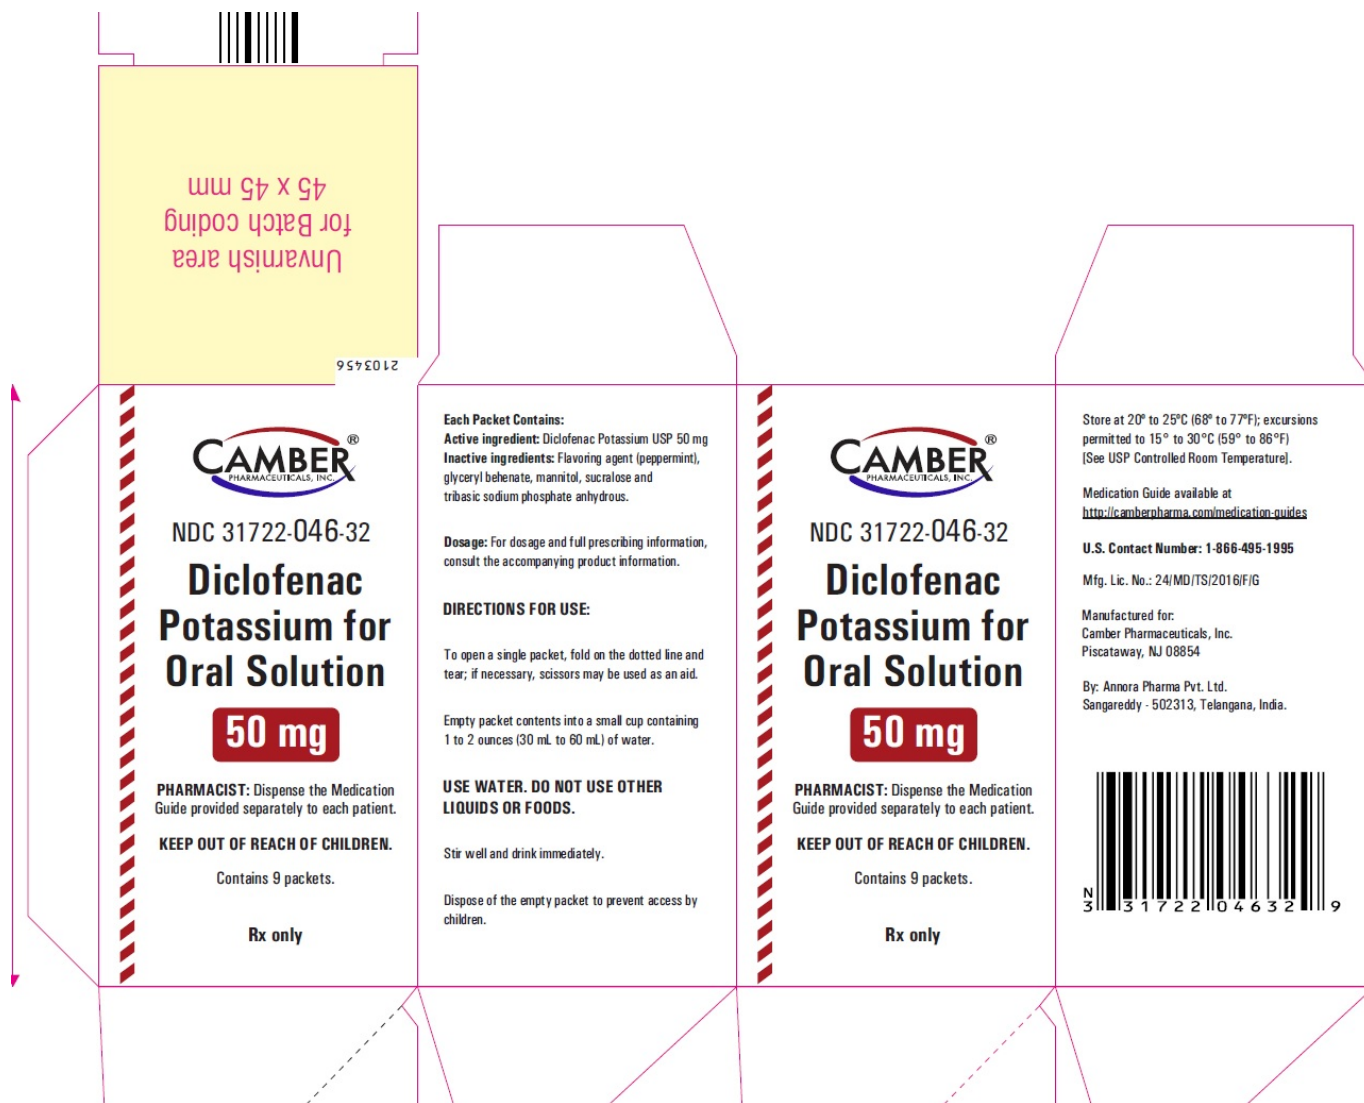 Unvarnish area
for Batch coding
45 x 45 mm
2103456
CAMBER®
PHARMACEUTICALS, INC.
NDC 31722-046-32
Diclofenac
Potassium for
Oral Solution
50 mg
PHARMACIST: Dispense the Medication
Guide provided separately to each patient.
KEEP OUT OF REACH OF CHILDREN.
Contains 9 packets.
Rx only
Each Packet Contains:
Active ingredient: Diclofenac Potassium USP 50 mg
Inactive ingredients: Flavoring agent (peppermint),
glyceryl behenate, mannitol, sucralose and
tribasic sodium phosphate anhydrous.
Dosage: For dosage and full prescribing information,
consult the accompanying product information.
DIRECTIONS FOR USE:
To open a single packet, fold on the dotted line and
tear; if necessary, scissors may be used as an aid.
Empty packet contents into a small cup containing
1 to 2 ounces (30 mL to 60 mL) of water.
USE WATER. DO NOT USE OTHER
LIQUIDS OR FOODS.
Stir well and drink immediately.
Dispose of the empty packet to prevent access by
children.
CAMBER®
PHARMACEUTICALS, INC.
NDC 31722-046-32
Diclofenac
Potassium for
Oral Solution
50 mg
PHARMACIST: Dispense the Medication
Guide provided separately to each patient.
KEEP OUT OF REACH OF CHILDREN.
Contains 9 packets.
Rx only
Store at 20º to 25ºC (68º to 77ºF); excursions
permitted to 15° to 30°C (59° to 86°F)
[See USP Controlled Room Temperature].
Medication Guide available at
http://camberpharma.com/medication-guides
U.S. Contact Number: 1-866-495-1995
Mfg. Lic. No.: 24/MD/TS/2016/F/G
Manufactured for:
Camber Pharmaceuticals, Inc.
Piscataway, NJ 08854
By: Annora Pharma Pvt. Ltd.
Sangareddy - 502313, Telangana, India.
N
3 31722 04632 9